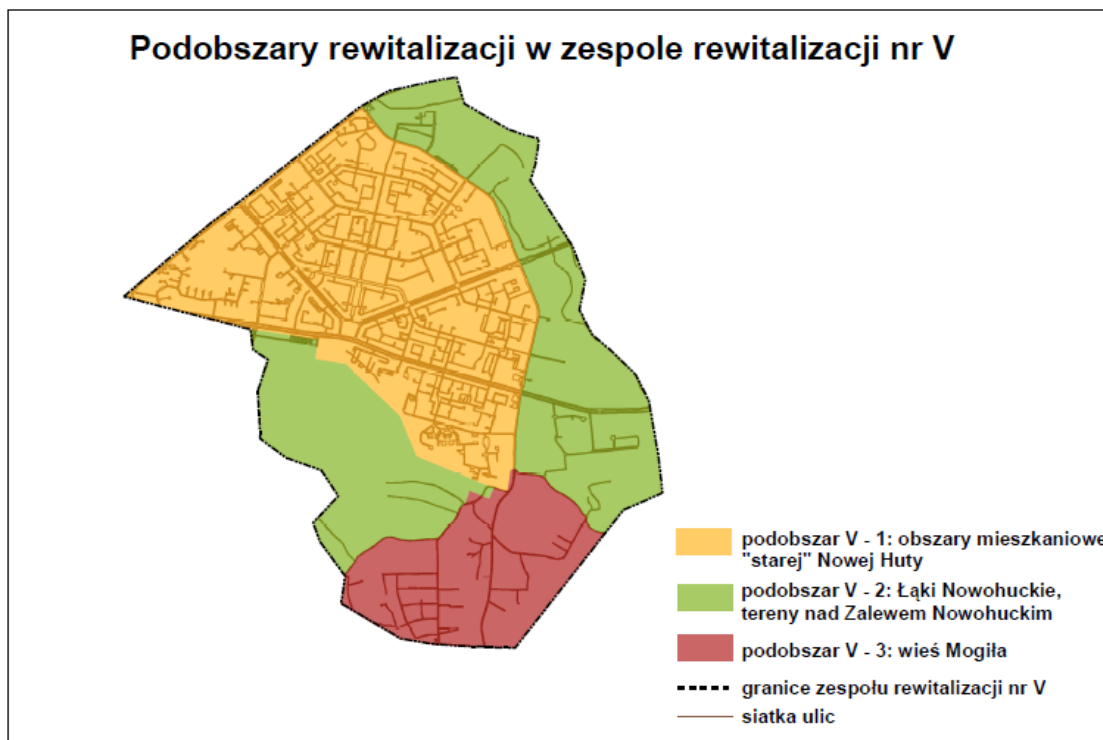 Podobszary rewitalizacji w zespole rewitalizacji nr V
podobszar V - 1: obszary mieszkaniowe
"starej" Nowej Huty
podobszar V - 2: Łąki Nowohuckie,
tereny nad Zalewem Nowohuckim
podobszar V - 3: wieś Mogiła
granice zespołu rewitalizacji nr V
siatka ulic